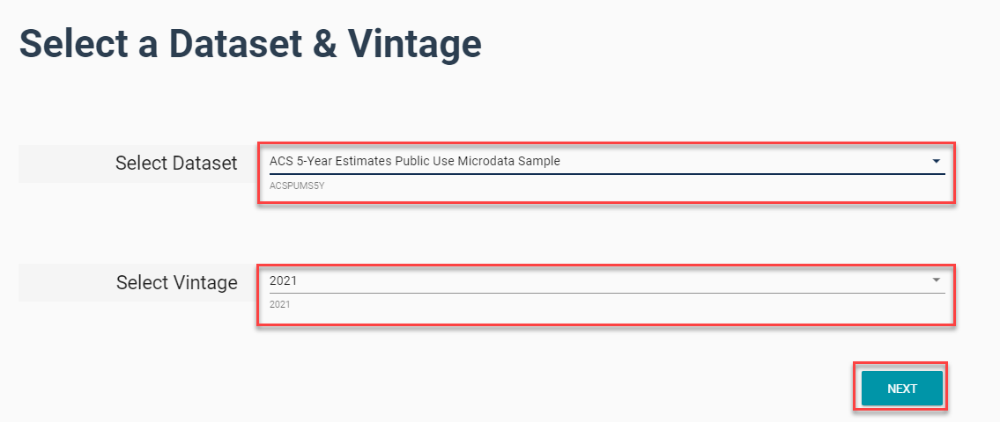 Select a Dataset & Vintage
Select Dataset
ACS 5-Year Estimates Public Use Microdata Sample
ACSPUMS5Y
Select Vintage
2021
2021
NEXT